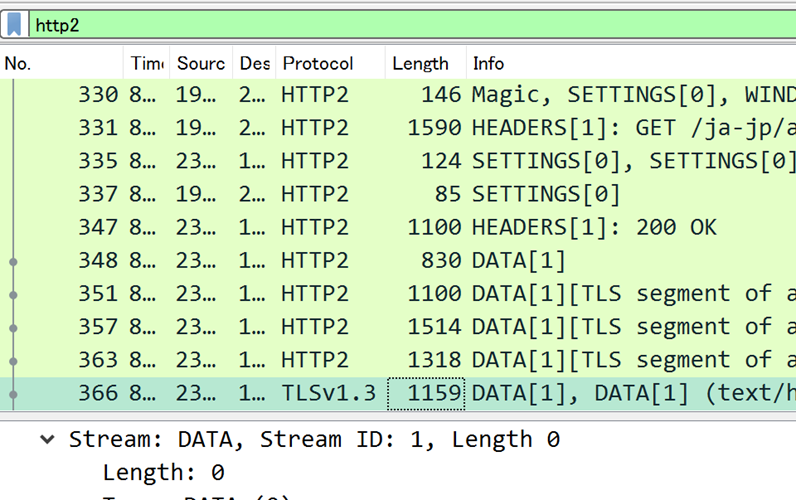 http2
No. Time Sourc Des Protocol Length Info
330 8... 19... 2... HTTP2 146 Magic, SETTINGS[0], WIND
331 8... 19... 2... HTTP2 1590 HEADERS[1]: GET /ja-jp/a
335 8... 23... 1... HTTP2 124 SETTINGS[0], SETTINGS[0]
337 8... 19... 2... HTTP2 85 SETTINGS[0]
347 8... 23... 1... HTTP2 1100 HEADERS[1]: 200 OK
348 8... 23... 1... HTTP2 830 DATA[1]
351 8... 23... 1... HTTP2 1100 DATA[1][TLS segment of a
357 8... 23... 1... HTTP2 1514 DATA[1][TLS segment of a
363 8... 23... 1... HTTP2 1318 DATA[1][TLS segment of a
366 8... 23... 1... TLSv1.3 1159 DATA[1], DATA[1] (text/h
Stream: DATA, Stream ID: 1, Length 0
Length: 0